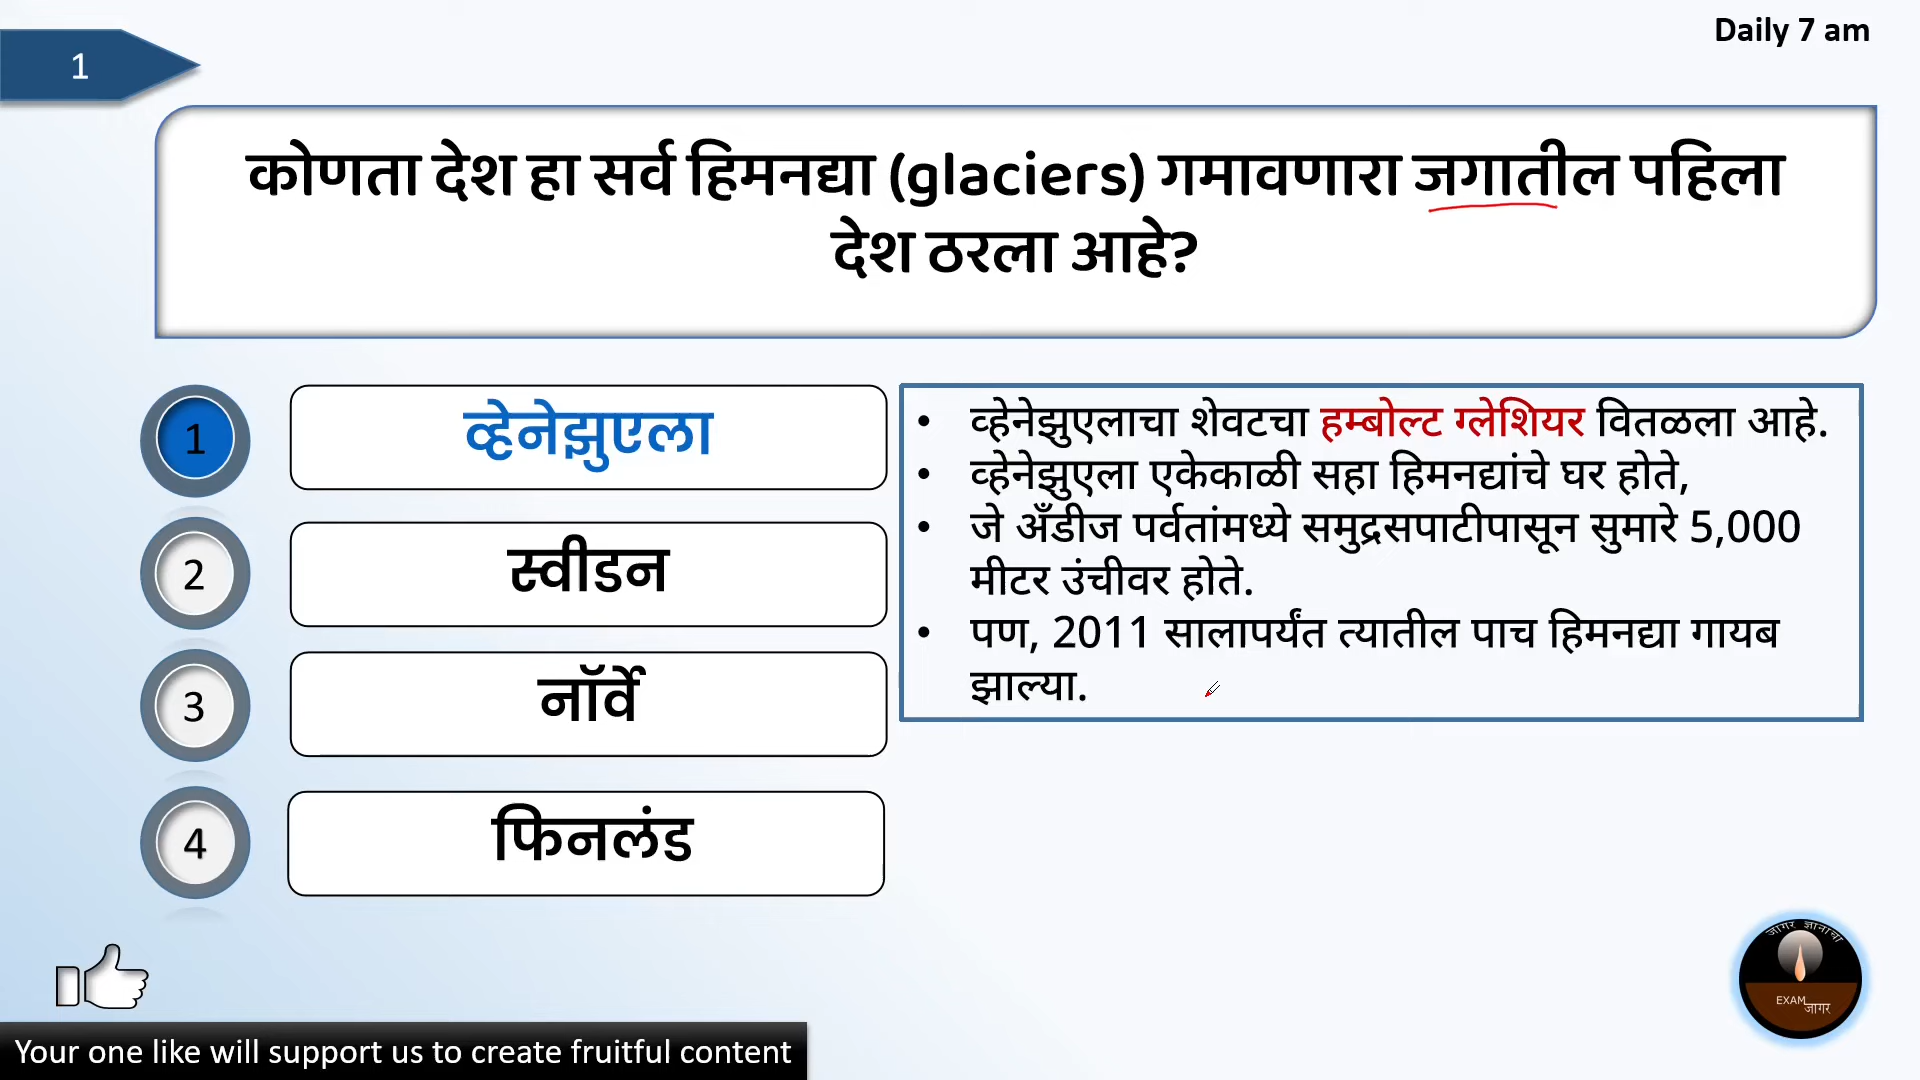 Daily 7 am
1
कोणता देश हा सर्व हिमनद्या (glaciers) गमावणारा जगातील पहिला
देश ठरला आहे?
1
व्हेनेझुएला
2
स्वीडन
3
नॉर्वे
4
फिनलंड
• व्हेनेझुएलाचा शेवटचा हम्बोल्ट ग्लेशियर वितळला आहे.
• व्हेनेझुएला एकेकाळी सहा हिमनद्यांचे घर होते,
• जे अँडीज पर्वतांमध्ये समुद्रसपाटीपासून सुमारे 5,000
मीटर उंचीवर होते.
• पण, 2011 सालापर्यंत त्यातील पाच हिमनद्या गायब
झाल्या.
जागर ज्ञानाचा
EXAM
जागर
Your one like will support us to create fruitful content